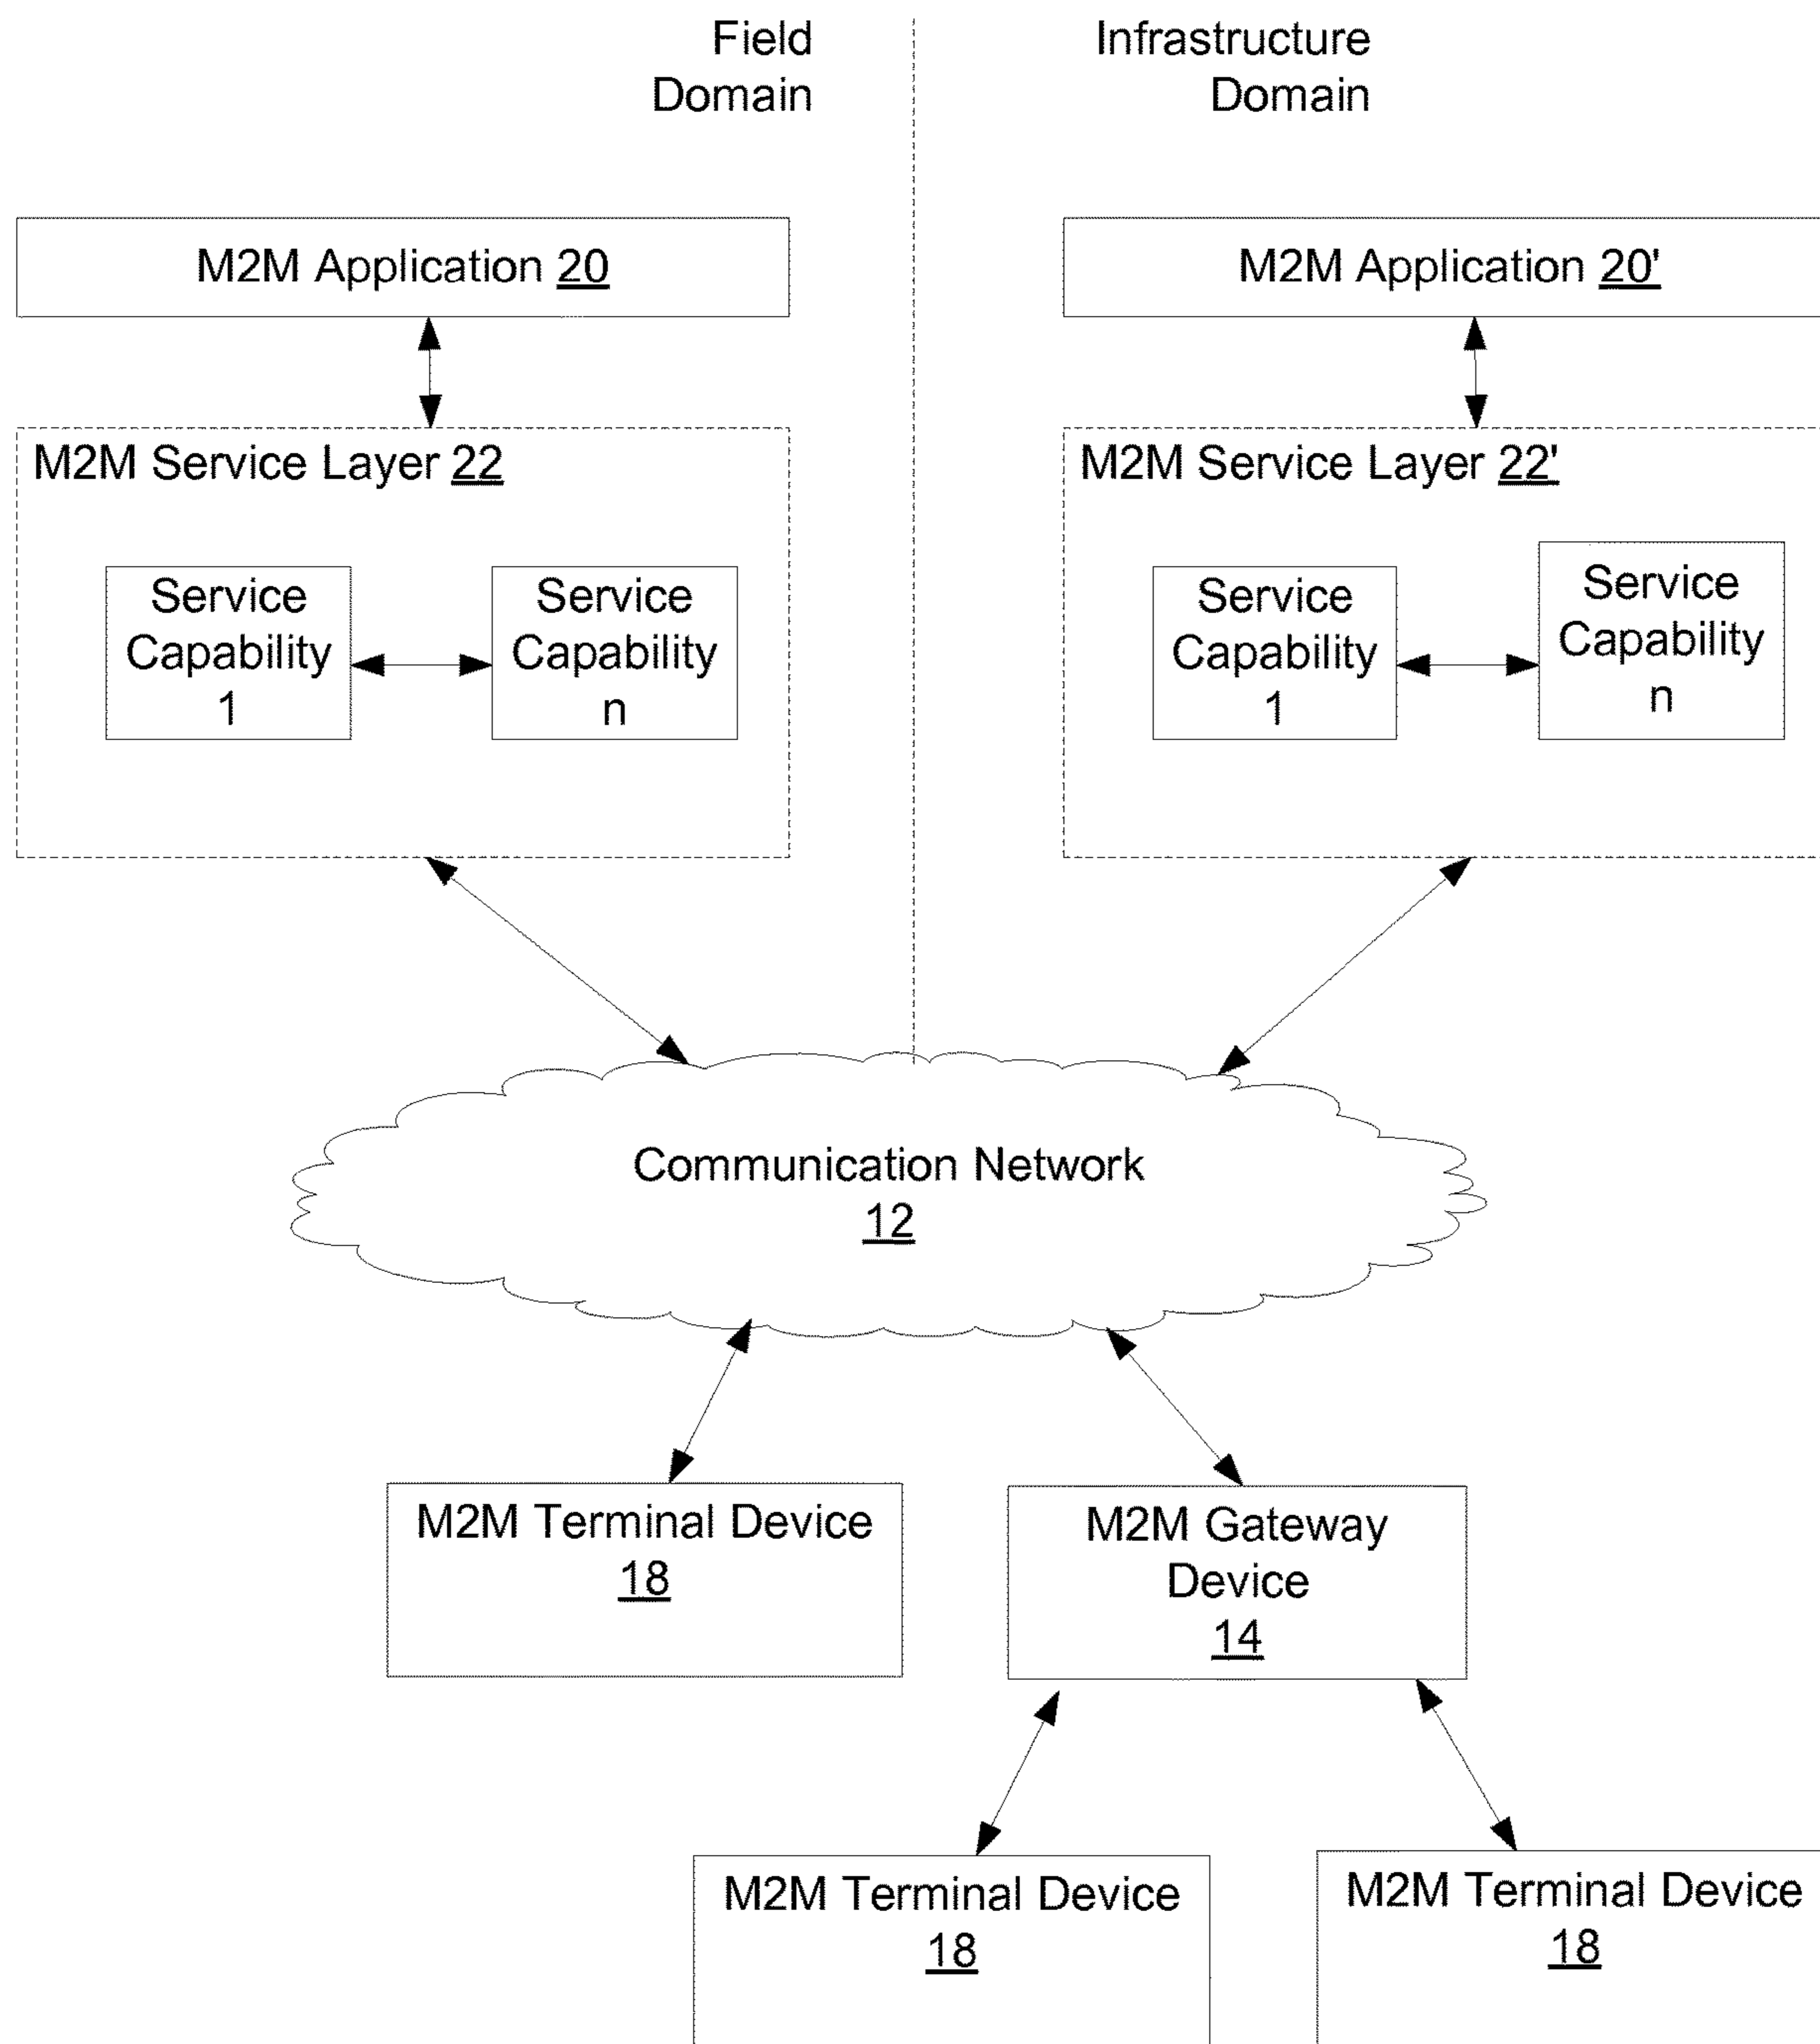 Field
Domain
Infrastructure
Domain
M2M Application 20
M2M Application 20'
M2M Service Layer 22
Service
Capability
1
Service
Capability
n
M2M Service Layer 22'
Service
Capability
1
Service
Capability
n
Communication Network
12
M2M Terminal Device
18
M2M Gateway
Device
14
M2M Terminal Device
18
M2M Terminal Device
18